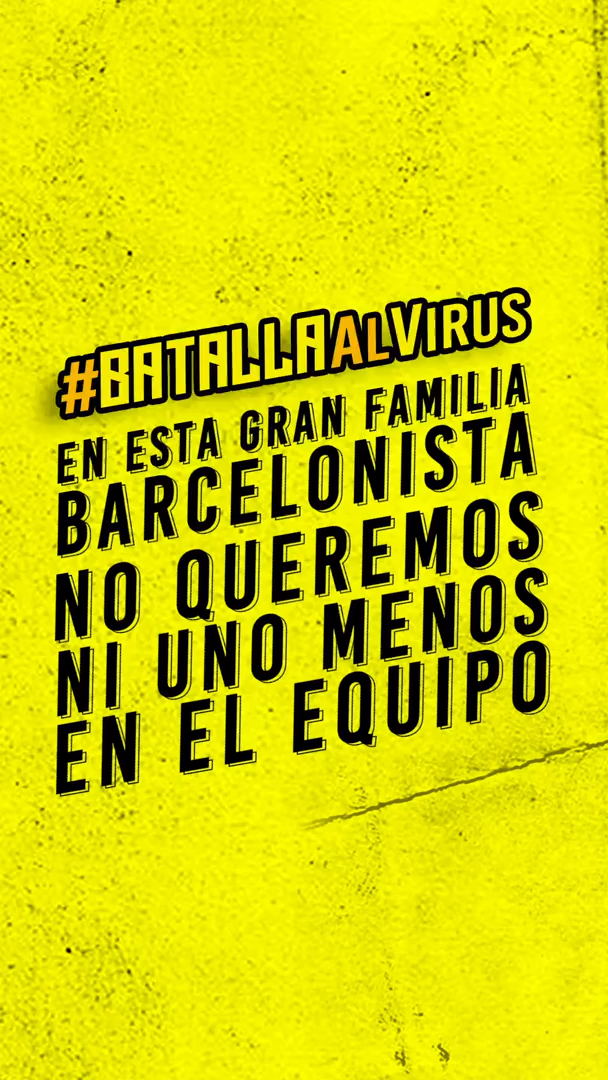 #BATALLAALVIRUS
EN ESTA GRAN FAMILIA
BARCELONISTA
NO QUEREMOS
NI UNO MENOS
EN EL EQUIPO